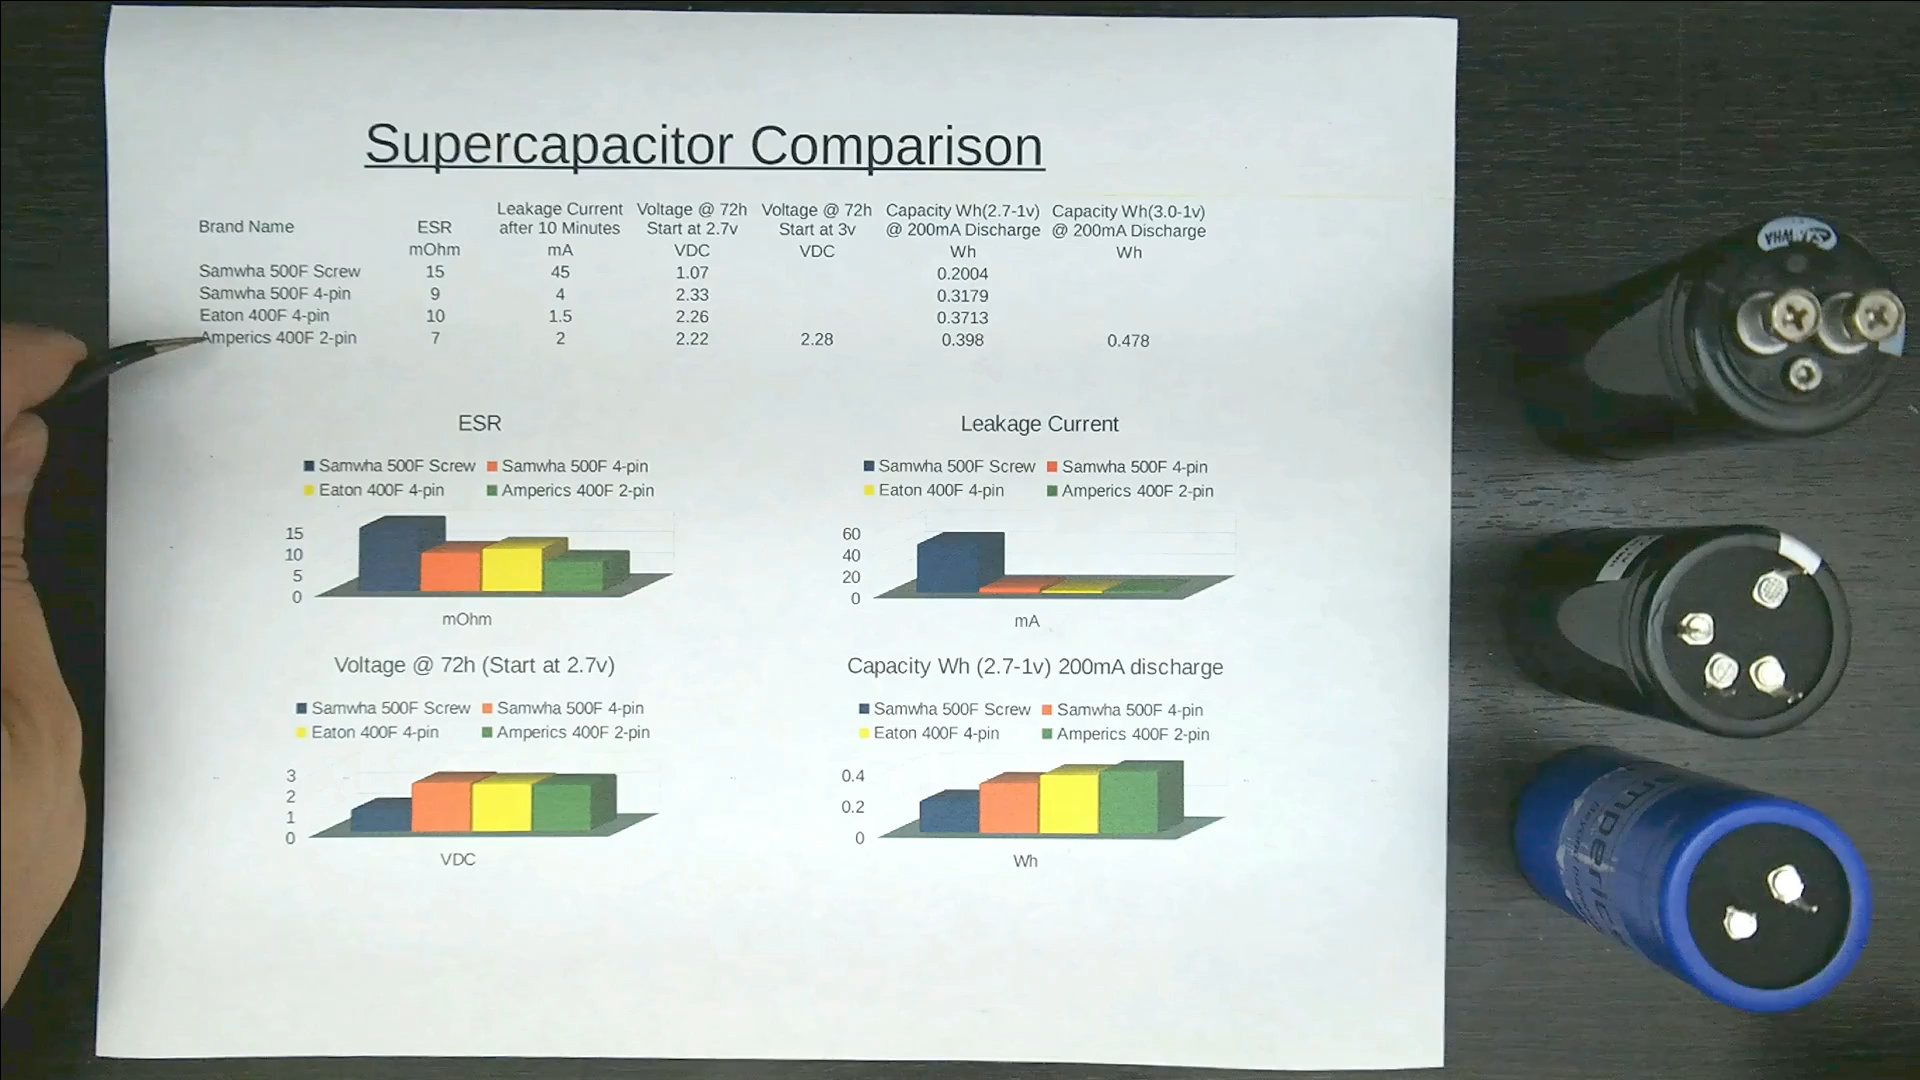 Supercapacitor Comparison
Brand Name ESR Leakage Current after 10 Minutes Voltage @ 72h Start at 2.7v Voltage @ 72h Start at 3v Capacity Wh(2.7-1v) @ 200mA Discharge Capacity Wh(3.0-1v) @ 200mA Discharge
mOhm mA VDC VDC Wh Wh
Samwha 500F Screw 15 45 1.07 0.2004
Samwha 500F 4-pin 9 4 2.33 0.3179
Eaton 400F 4-pin 10 1.5 2.26 0.3713
Amperics 400F 2-pin 7 2 2.22 2.28 0.398 0.478
ESR
Samwha 500F Screw Samwha 500F 4-pin
Eaton 400F 4-pin Amperics 400F 2-pin
15
10
5
0
mOhm
Leakage Current
Samwha 500F Screw Samwha 500F 4-pin
Eaton 400F 4-pin Amperics 400F 2-pin
60
40
20
0
mA
Voltage @ 72h (Start at 2.7v)
Samwha 500F Screw Samwha 500F 4-pin
Eaton 400F 4-pin Amperics 400F 2-pin
3
2
1
0
VDC
Capacity Wh (2.7-1v) 200mA discharge
Samwha 500F Screw Samwha 500F 4-pin
Eaton 400F 4-pin Amperics 400F 2-pin
0.4
0.2
0
Wh
SAMWHA